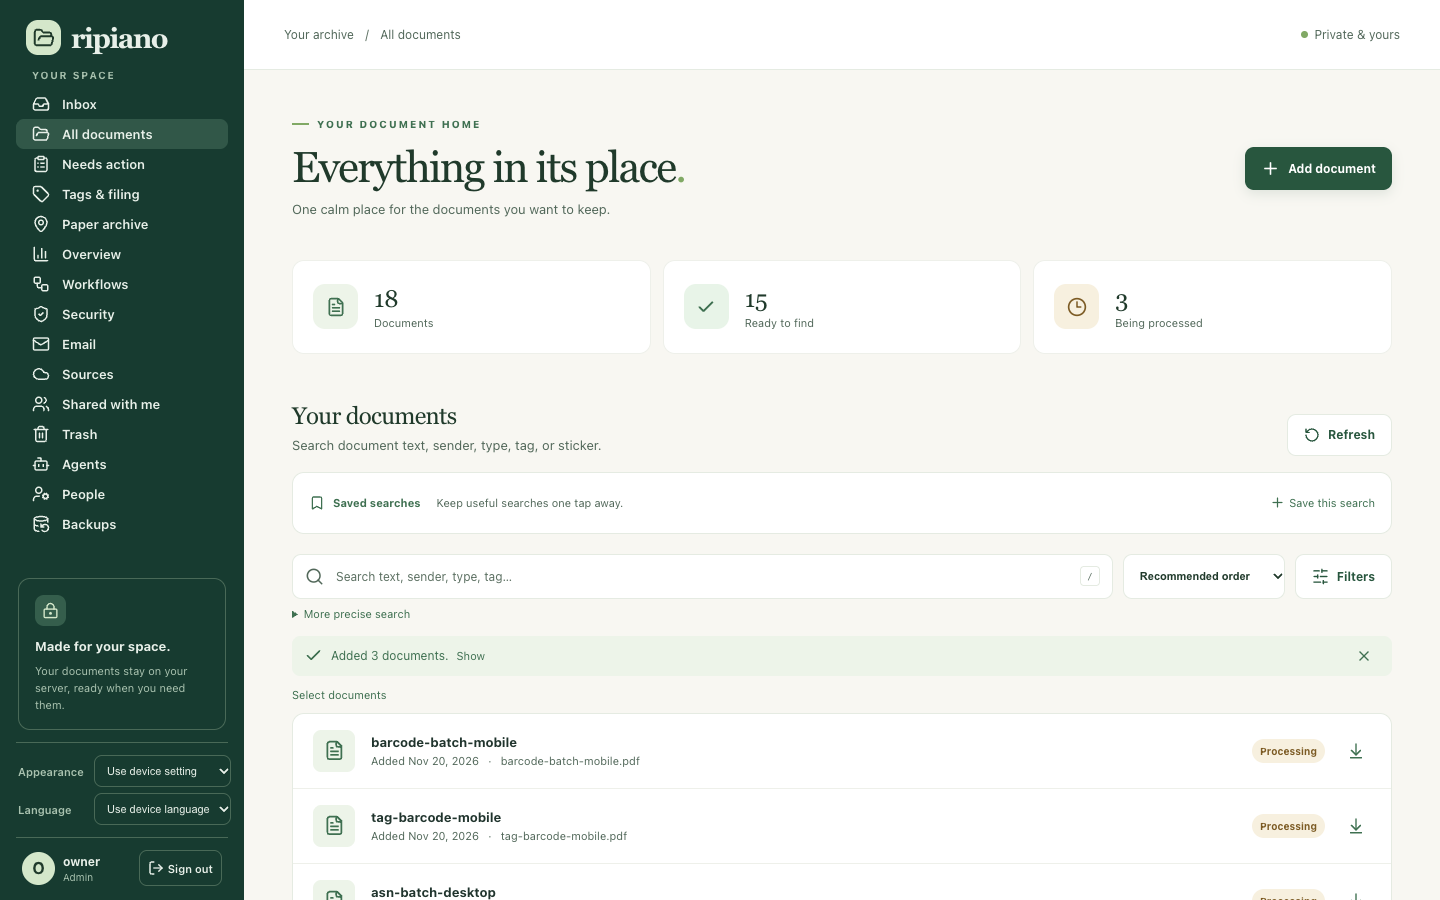 ripiano
YOUR SPACE
Inbox
All documents
Needs action
Tags & filing
Paper archive
Overview
Workflows
Security
Email
Sources
Shared with me
Trash
Agents
People
Backups
Made for your space.
Your documents stay on your
server, ready when you need
them.
Appearance Use device setting
Language Use device language
O owner
Admin
Sign out
Your archive / All documents
Private & yours
YOUR DOCUMENT HOME
Everything in its place.
One calm place for the documents you want to keep.
Add document
18
Documents
15
Ready to find
3
Being processed
Your documents
Search document text, sender, type, tag, or sticker.
Refresh
Saved searches Keep useful searches one tap away. Save this search
Search text, sender, type, tag... / Recommended order Filters
More precise search
Added 3 documents. Show
Select documents
barcode-batch-mobile
Added Nov 20, 2026 · barcode-batch-mobile.pdf
Processing
tag-barcode-mobile
Added Nov 20, 2026 · tag-barcode-mobile.pdf
Processing
asn-batch-desktop
Processing